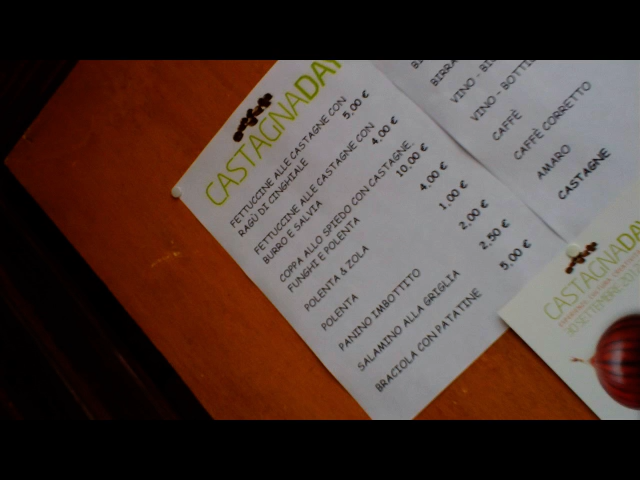 CASTAGNADAY
FETTUCCINE ALLE CASTAGNE CON
RAGÙ DI CINGHIALE 5,00 €
FETTUCCINE ALLE CASTAGNE CON
BURRO E SALVIA 4,00 €
COPPA ALLO SPIEDO CON CASTAGNE,
FUNGHI E POLENTA 10,00 €
POLENTA & ZOLA 4,00 €
POLENTA 1,00 €
PANINO IMBOTTITO 2,00 €
SALAMINO ALLA GRIGLIA 2,50 €
BRACIOLA CON PATATINE 5,00 €
BIRRA
VINO - BI
VINO - BOTTI
CAFFÈ
CAFFÈ CORRETTO
AMARO
CASTAGNE
CASTAGNADA
30 SETTEMBRE